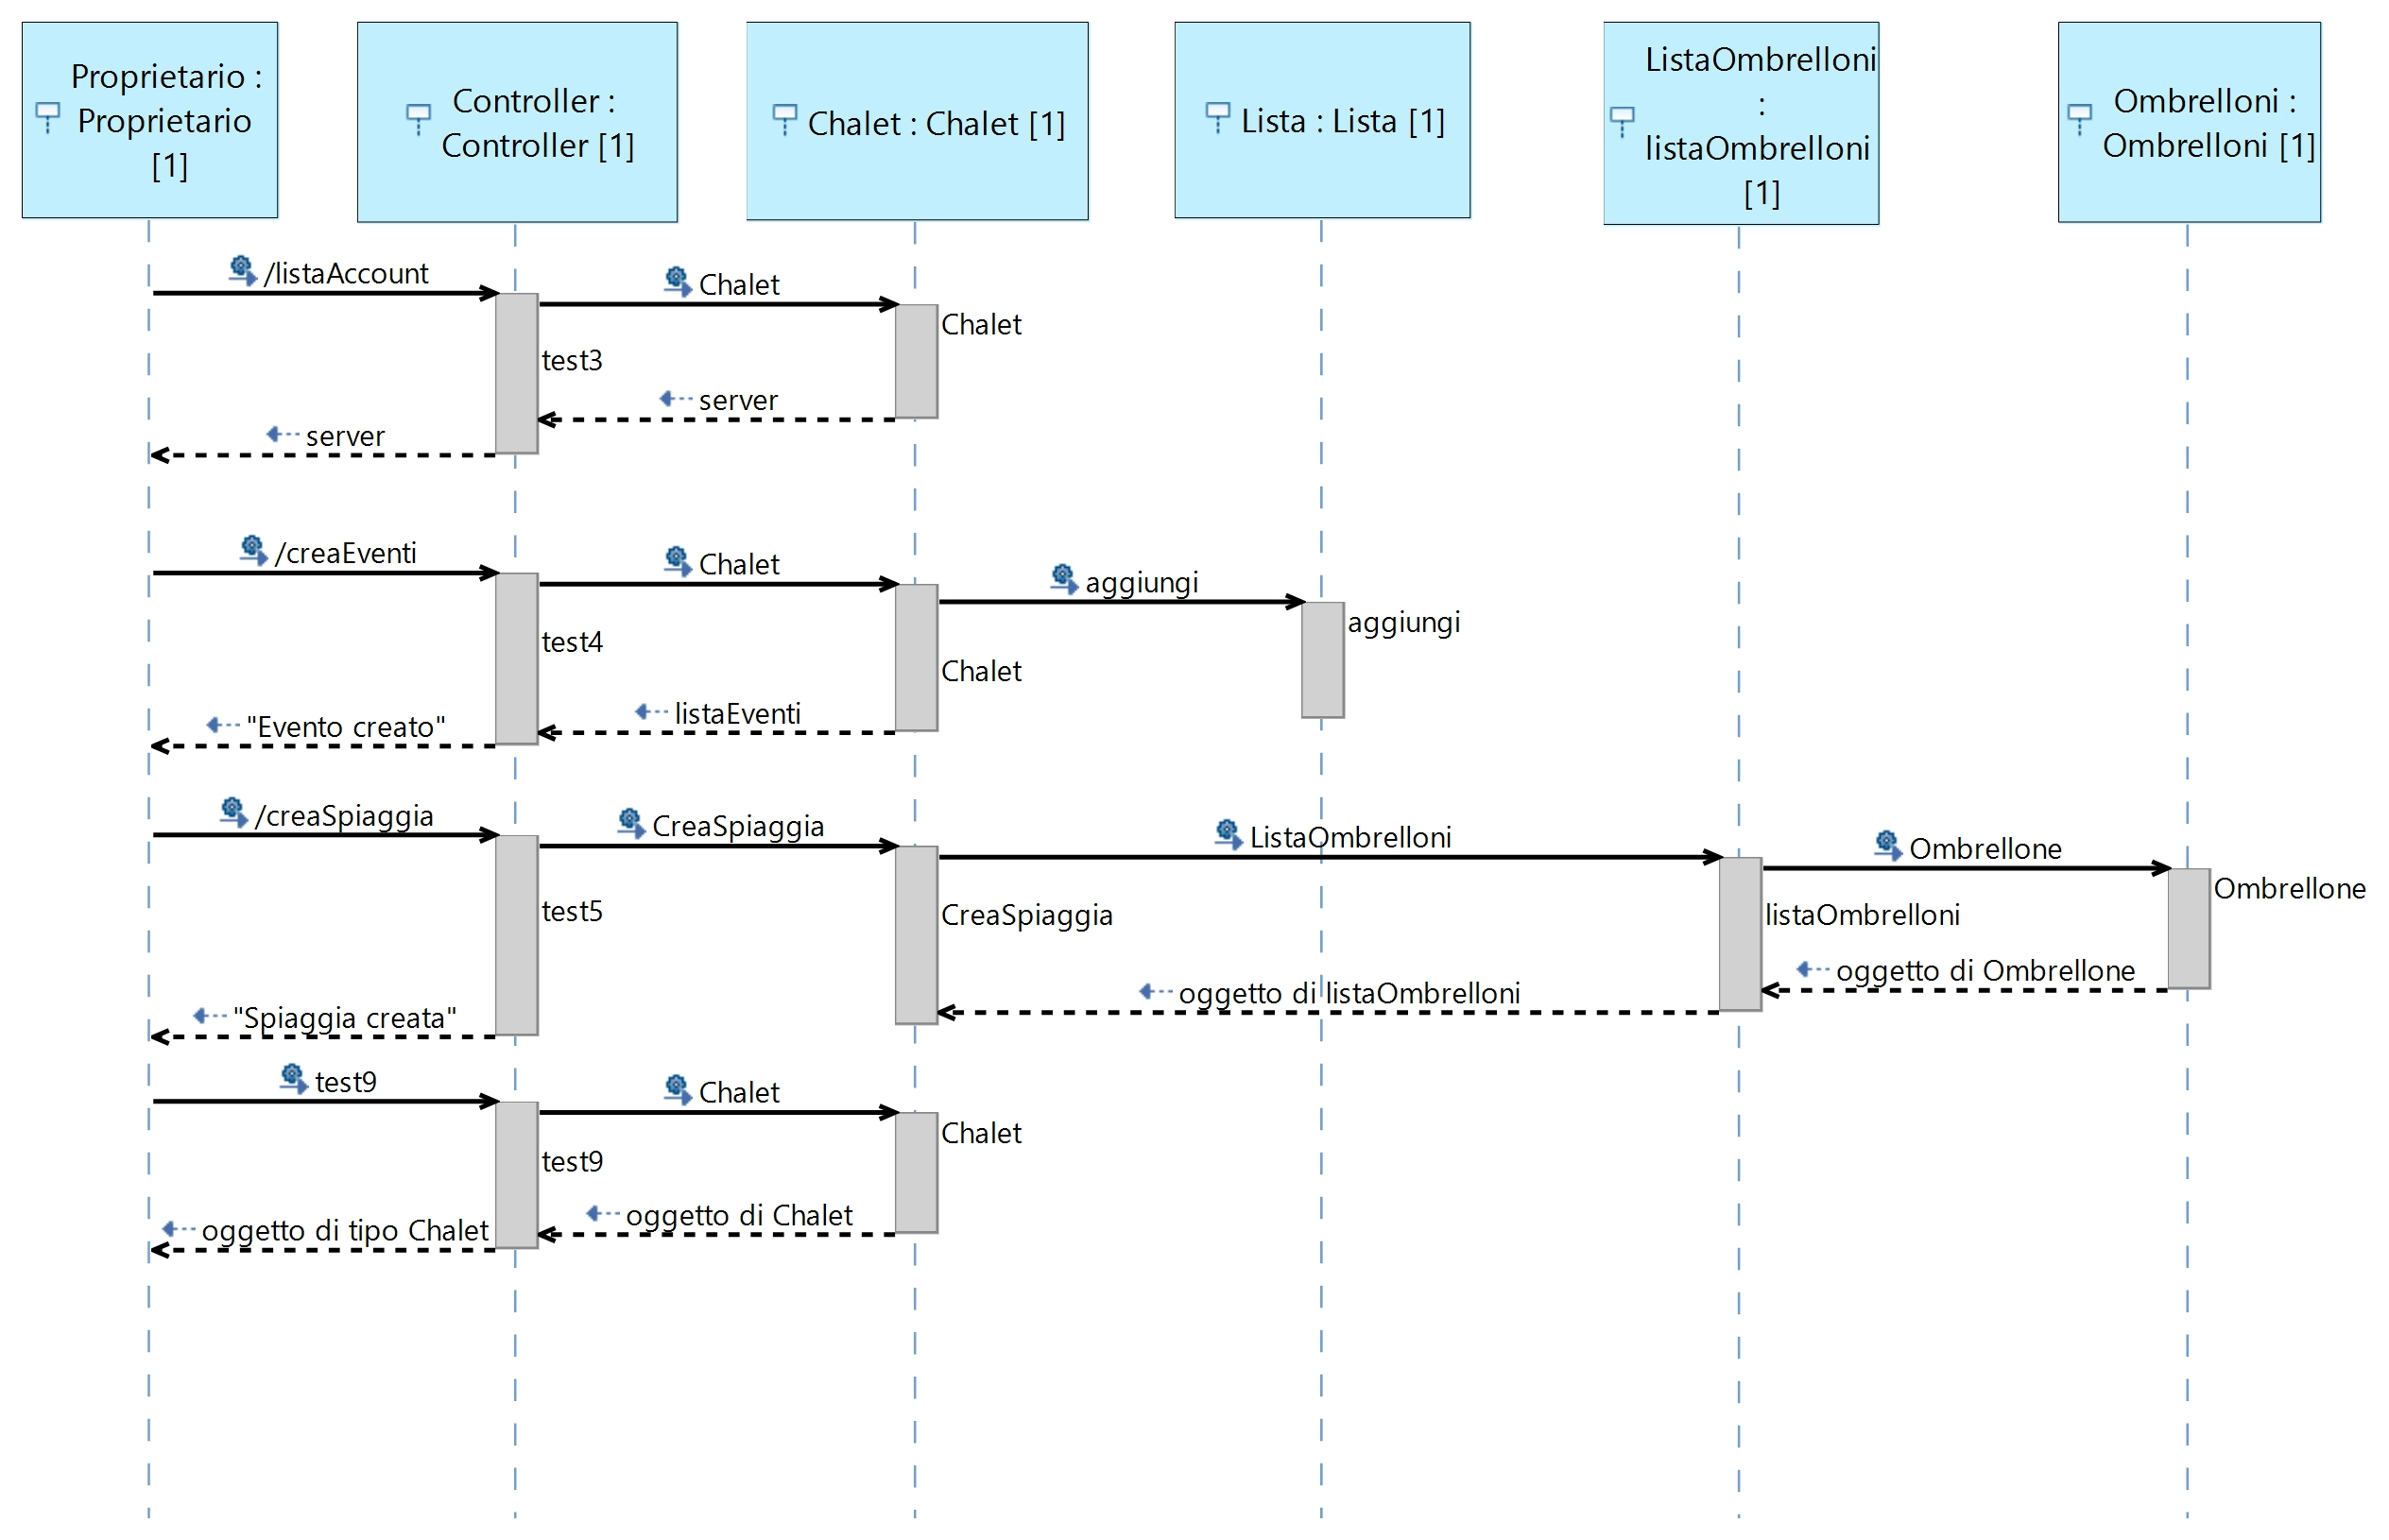 Proprietario :
Proprietario
[1]
Controller :
Controller [1]
Chalet : Chalet [1]
Lista : Lista [1]
ListaOmbrelloni
:
listaOmbrelloni
[1]
Ombrelloni :
Ombrelloni [1]
/listaAccount
Chalet
Chalet
test3
server
server
/creaEventi
Chalet
aggiungi
aggiungi
test4
Chalet
listaEventi
"Evento creato"
/creaSpiaggia
CreaSpiaggia
ListaOmbrelloni
Ombrellone
Ombrellone
test5
CreaSpiaggia
listaOmbrelloni
oggetto di Ombrellone
oggetto di listaOmbrelloni
"Spiaggia creata"
test9
Chalet
Chalet
test9
oggetto di Chalet
oggetto di tipo Chalet